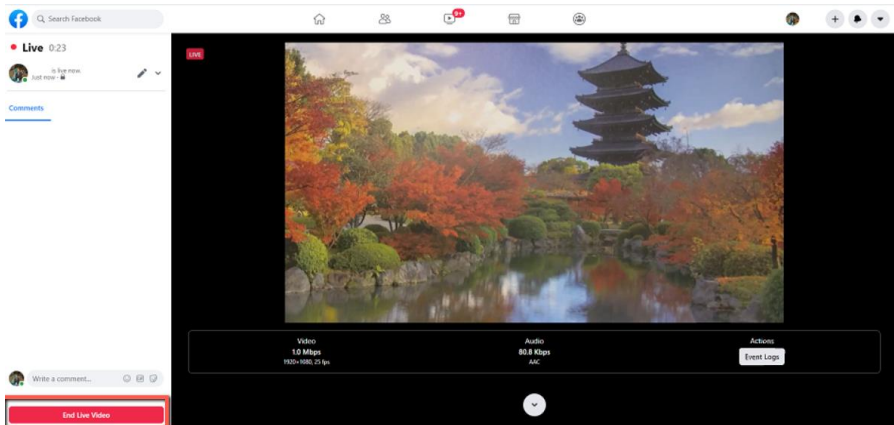 Search Facebook
9+
Live 0:23
is live now.
Just now ·
Comments
LIVE
Video
1.0 Mbps
1920×1080, 25 fps
Audio
80.8 Kbps
AAC
Actions
Event Logs
Write a comment...
End Live Video